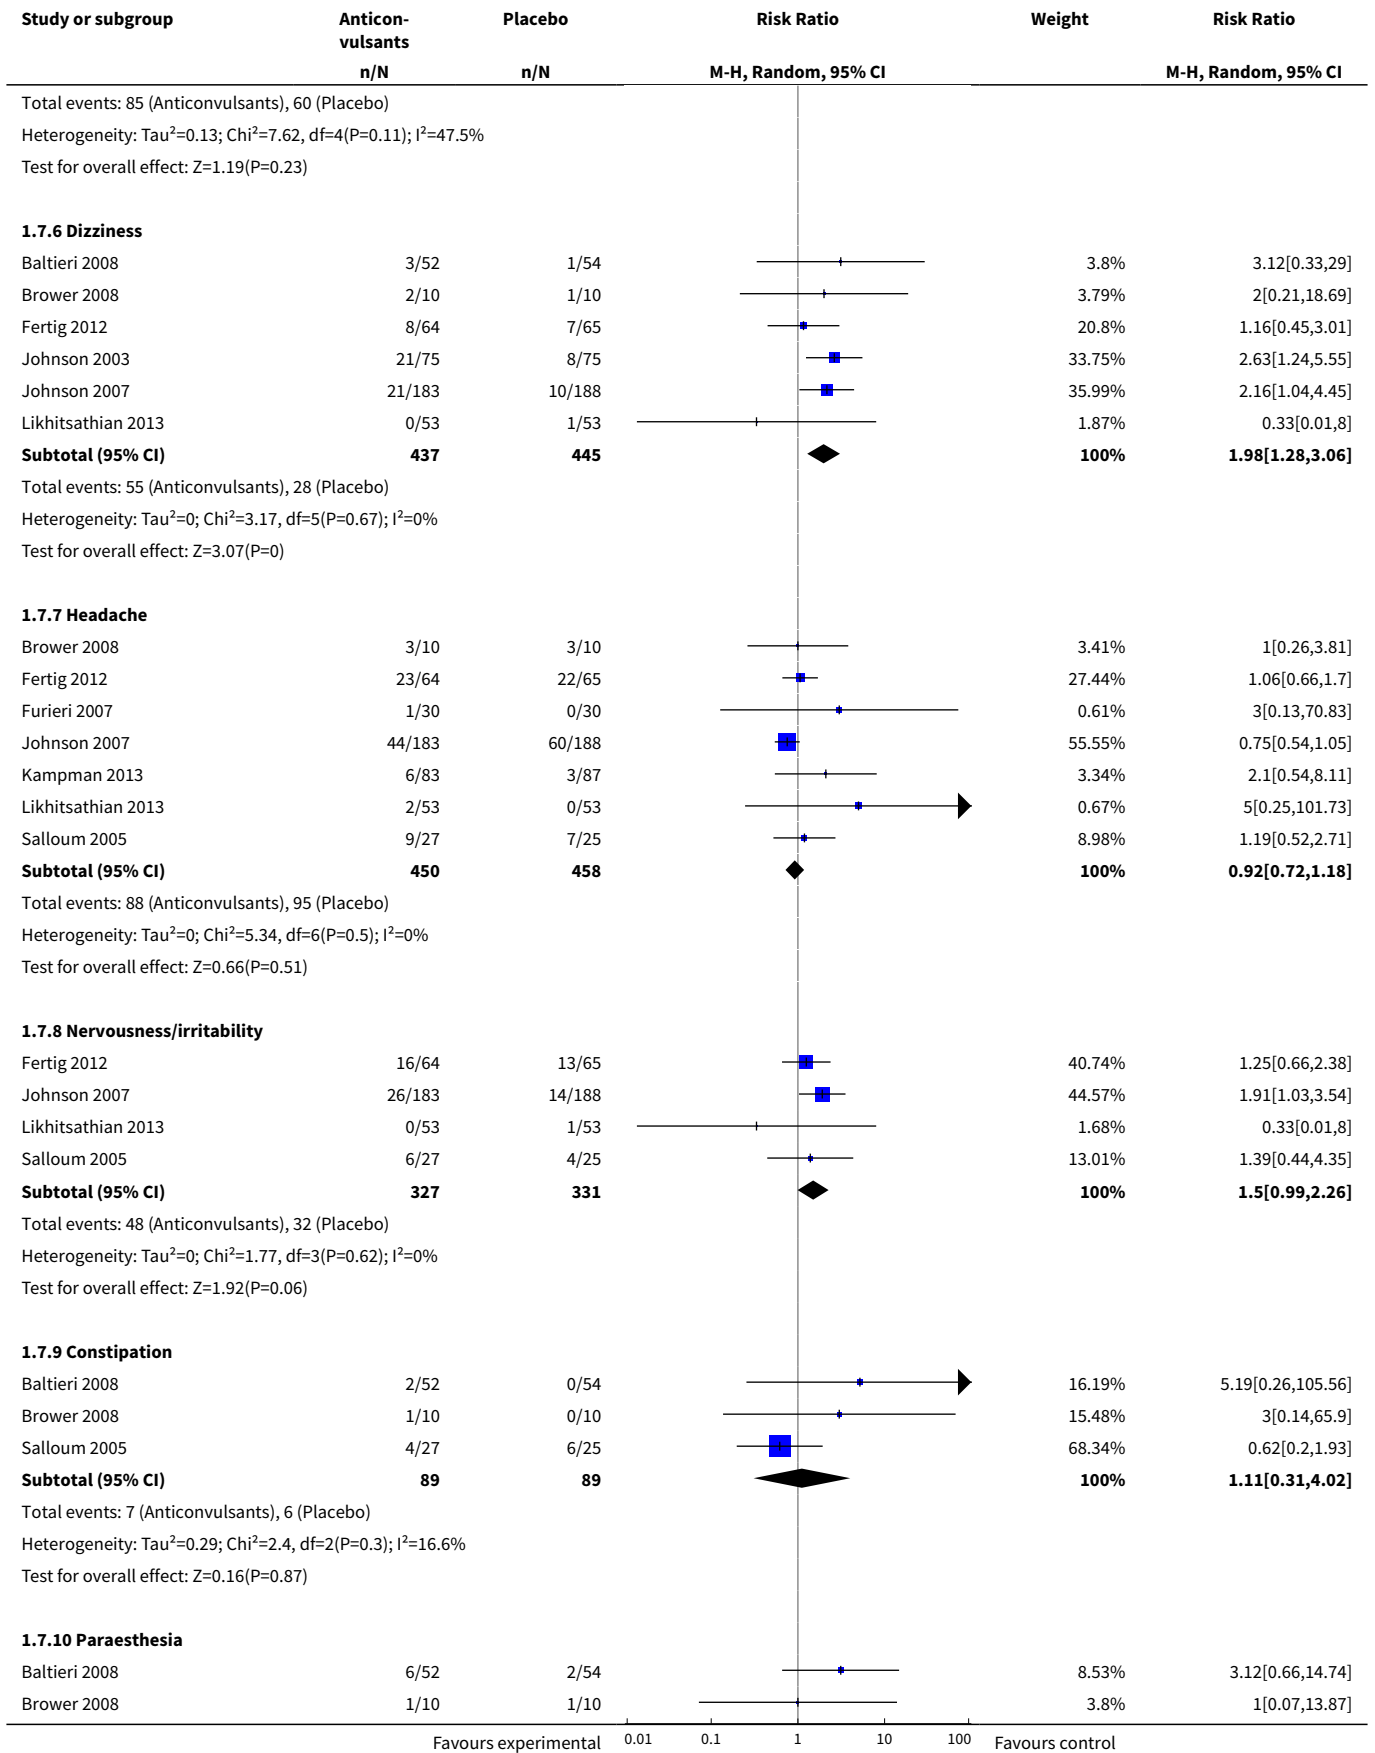 Study or subgroup Anticon- Placebo Risk Ratio Weight Risk Ratio
vulsants
n/N n/N M-H, Random, 95% CI M-H, Random, 95% CI
Total events: 85 (Anticonvulsants), 60 (Placebo)
Heterogeneity: Tau²=0.13; Chi²=7.62, df=4(P=0.11); I²=47.5%
Test for overall effect: Z=1.19(P=0.23)
1.7.6 Dizziness
Baltieri 2008 3/52 1/54 3.8% 3.12[0.33,29]
Brower 2008 2/10 1/10 3.79% 2[0.21,18.69]
Fertig 2012 8/64 7/65 20.8% 1.16[0.45,3.01]
Johnson 2003 21/75 8/75 33.75% 2.63[1.24,5.55]
Johnson 2007 21/183 10/188 35.99% 2.16[1.04,4.45]
Likhitsathian 2013 0/53 1/53 1.87% 0.33[0.01,8]
Subtotal (95% CI) 437 445 100% 1.98[1.28,3.06]
Total events: 55 (Anticonvulsants), 28 (Placebo)
Heterogeneity: Tau²=0; Chi²=3.17, df=5(P=0.67); I²=0%
Test for overall effect: Z=3.07(P=0)
1.7.7 Headache
Brower 2008 3/10 3/10 3.41% 1[0.26,3.81]
Fertig 2012 23/64 22/65 27.44% 1.06[0.66,1.7]
Furieri 2007 1/30 0/30 0.61% 3[0.13,70.83]
Johnson 2007 44/183 60/188 55.55% 0.75[0.54,1.05]
Kampman 2013 6/83 3/87 3.34% 2.1[0.54,8.11]
Likhitsathian 2013 2/53 0/53 0.67% 5[0.25,101.73]
Salloum 2005 9/27 7/25 8.98% 1.19[0.52,2.71]
Subtotal (95% CI) 450 458 100% 0.92[0.72,1.18]
Total events: 88 (Anticonvulsants), 95 (Placebo)
Heterogeneity: Tau²=0; Chi²=5.34, df=6(P=0.5); I²=0%
Test for overall effect: Z=0.66(P=0.51)
1.7.8 Nervousness/irritability
Fertig 2012 16/64 13/65 40.74% 1.25[0.66,2.38]
Johnson 2007 26/183 14/188 44.57% 1.91[1.03,3.54]
Likhitsathian 2013 0/53 1/53 1.68% 0.33[0.01,8]
Salloum 2005 6/27 4/25 13.01% 1.39[0.44,4.35]
Subtotal (95% CI) 327 331 100% 1.5[0.99,2.26]
Total events: 48 (Anticonvulsants), 32 (Placebo)
Heterogeneity: Tau²=0; Chi²=1.77, df=3(P=0.62); I²=0%
Test for overall effect: Z=1.92(P=0.06)
1.7.9 Constipation
Baltieri 2008 2/52 0/54 16.19% 5.19[0.26,105.56]
Brower 2008 1/10 0/10 15.48% 3[0.14,65.9]
Salloum 2005 4/27 6/25 68.34% 0.62[0.2,1.93]
Subtotal (95% CI) 89 89 100% 1.11[0.31,4.02]
Total events: 7 (Anticonvulsants), 6 (Placebo)
Heterogeneity: Tau²=0.29; Chi²=2.4, df=2(P=0.3); I²=16.6%
Test for overall effect: Z=0.16(P=0.87)
1.7.10 Paraesthesia
Baltieri 2008 6/52 2/54 8.53% 3.12[0.66,14.74]
Brower 2008 1/10 1/10 3.8% 1[0.07,13.87]
Favours experimental 0.01 0.1 1 10 100 Favours control